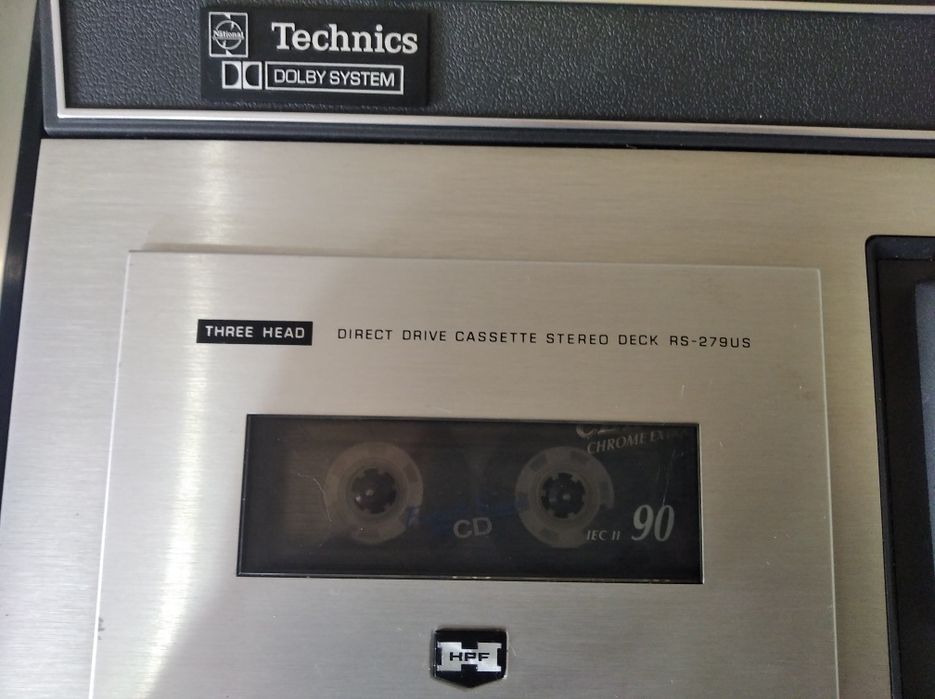 National
Technics
DOLBY SYSTEM
THREE HEAD DIRECT DRIVE CASSETTE STEREO DECK RS-279US
CHROME
CD
IEC II 90
HPF